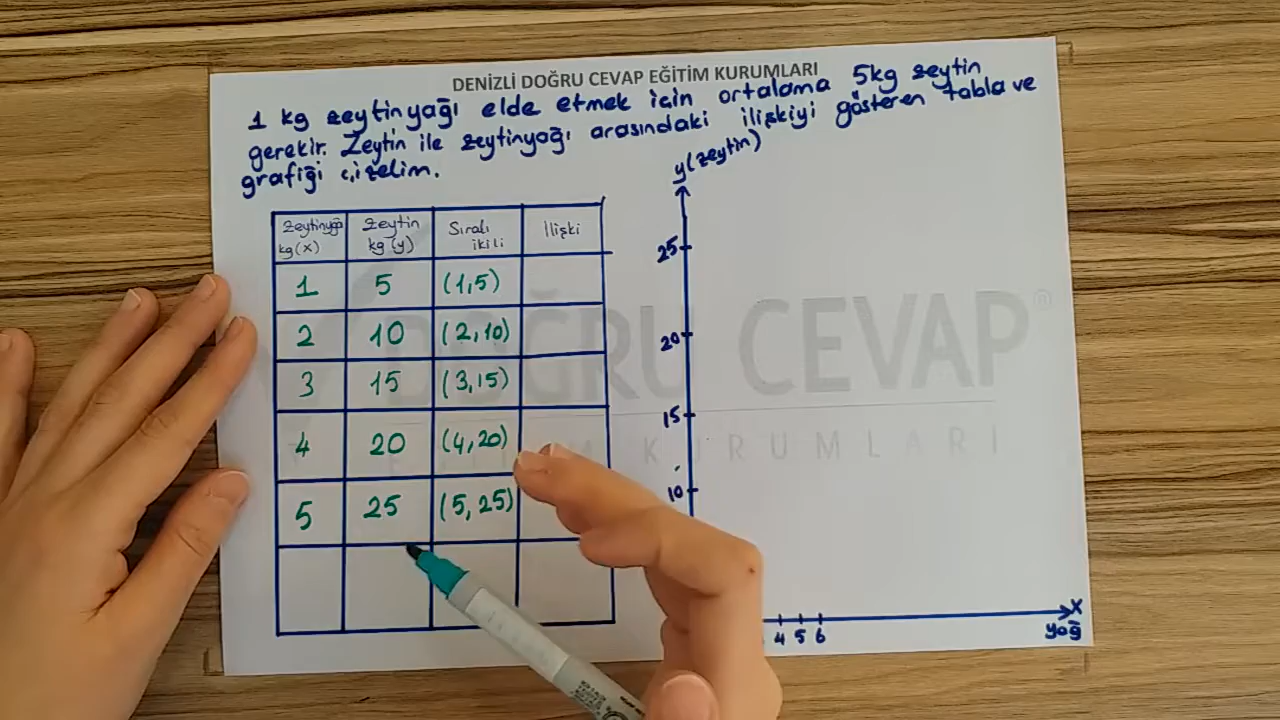 DENİZLİ DOĞRU CEVAP EĞİTİM KURUMLARI
1 kg zeytinyağı elde etmek için ortalama 5kg zeytin
gerekir. Zeytin ile zeytinyağı arasındaki ilişkiyi gösteren tabla ve
grafiği çizelim.
Zeytinyağı kg(x) Zeytin kg(y) Sıralı ikili İlişki
1 5 (1,5)
2 10 (2,10)
3 15 (3,15)
4 20 (4,20)
5 25 (5,25)
y(zeytin)
25
20
15
10
4 5 6
x
yağ
DOĞRU CEVAP®
KURUMLARI